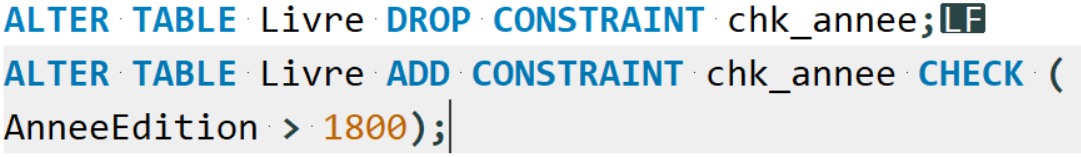 ALTER TABLE Livre DROP CONSTRAINT chk_annee;LF
ALTER TABLE Livre ADD CONSTRAINT chk_annee CHECK (
AnneeEdition > 1800);